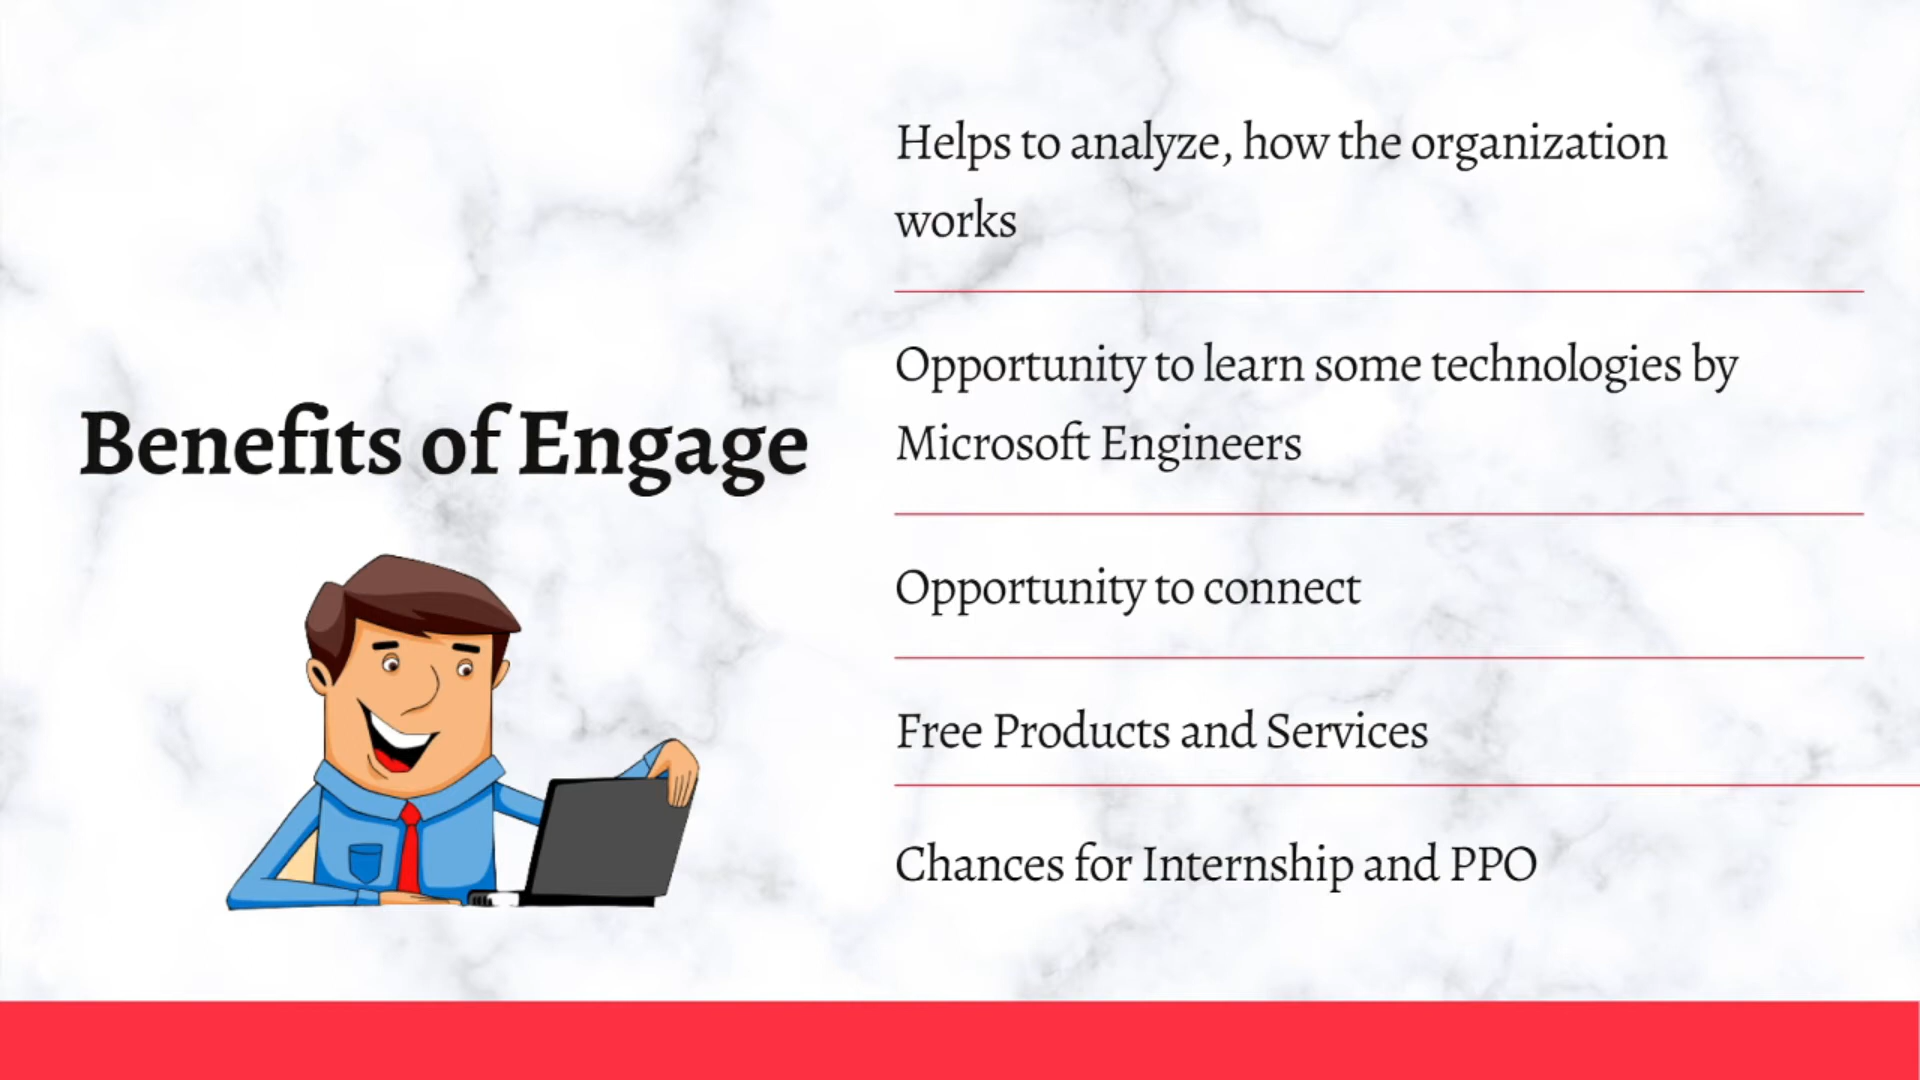 Benefits of Engage
Helps to analyze, how the organization
works
Opportunity to learn some technologies by
Microsoft Engineers
Opportunity to connect
Free Products and Services
Chances for Internship and PPO